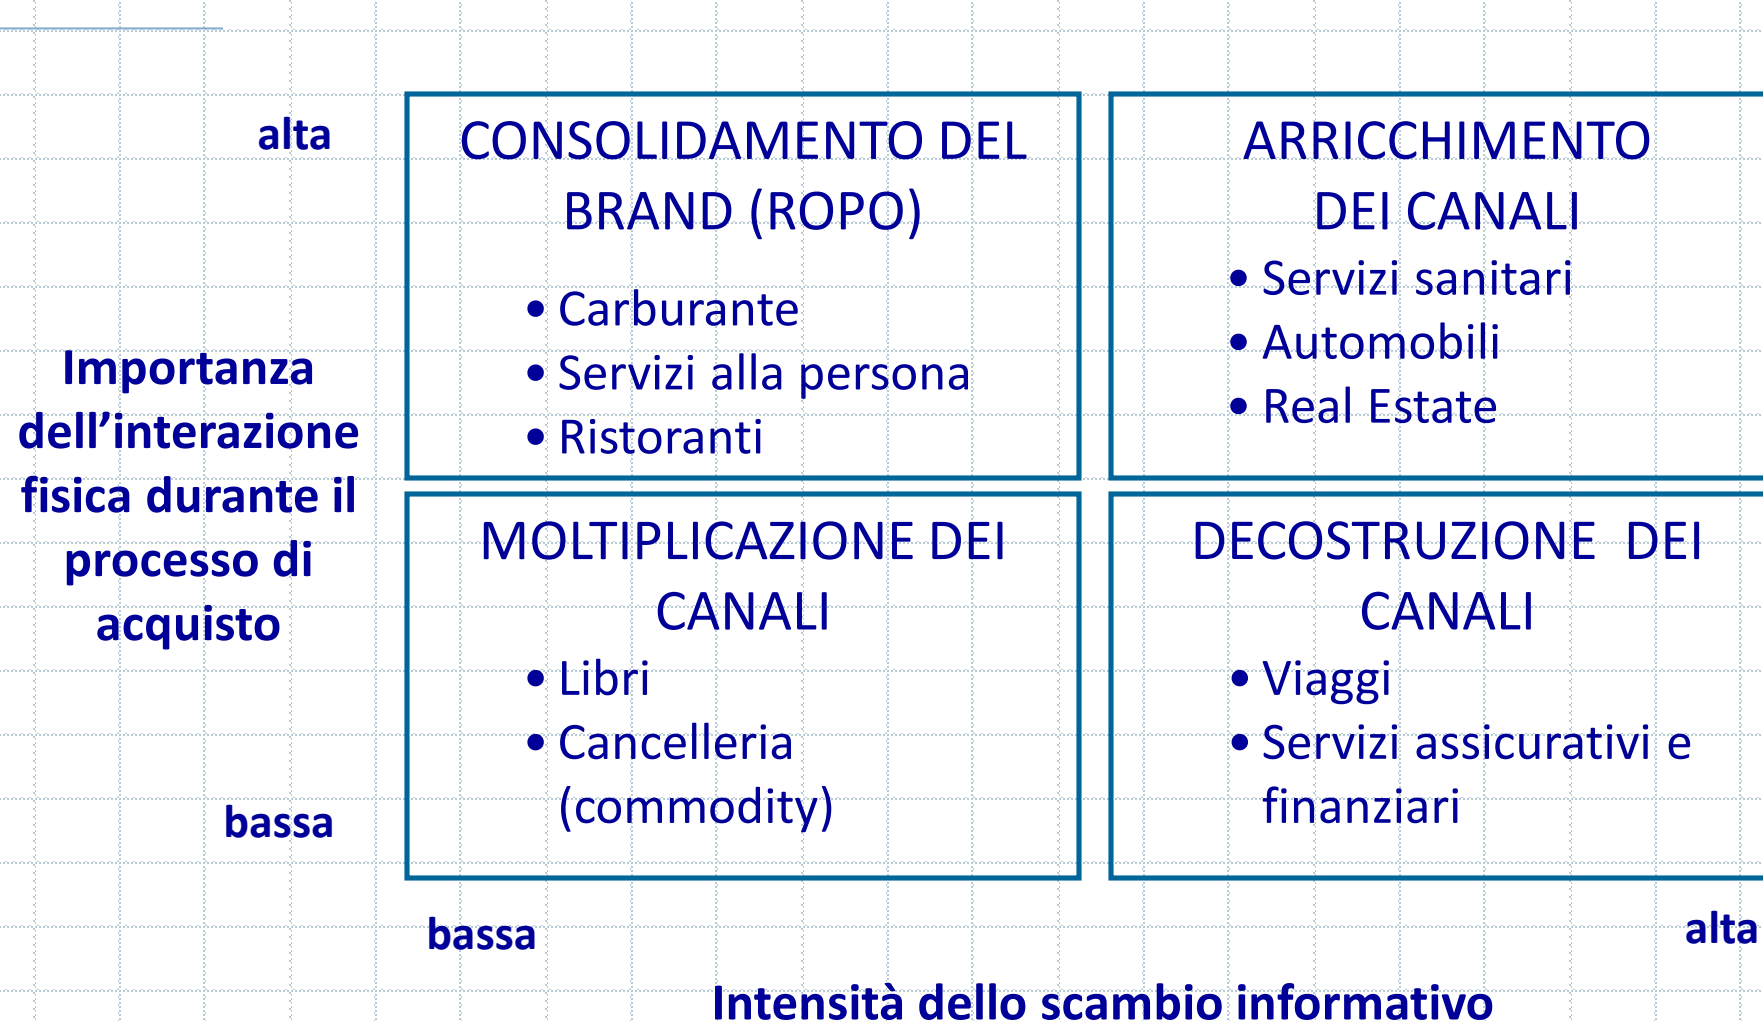 alta
CONSOLIDAMENTO DEL
BRAND (ROPO)
• Carburante
• Servizi alla persona
• Ristoranti
ARRICCHIMENTO
DEI CANALI
• Servizi sanitari
• Automobili
• Real Estate
Importanza
dell’interazione
fisica durante il
processo di
acquisto
MOLTIPLICAZIONE DEI
CANALI
• Libri
• Cancelleria
(commodity)
DECOSTRUZIONE DEI
CANALI
• Viaggi
• Servizi assicurativi e
finanziari
bassa
bassa
alta
Intensità dello scambio informativo